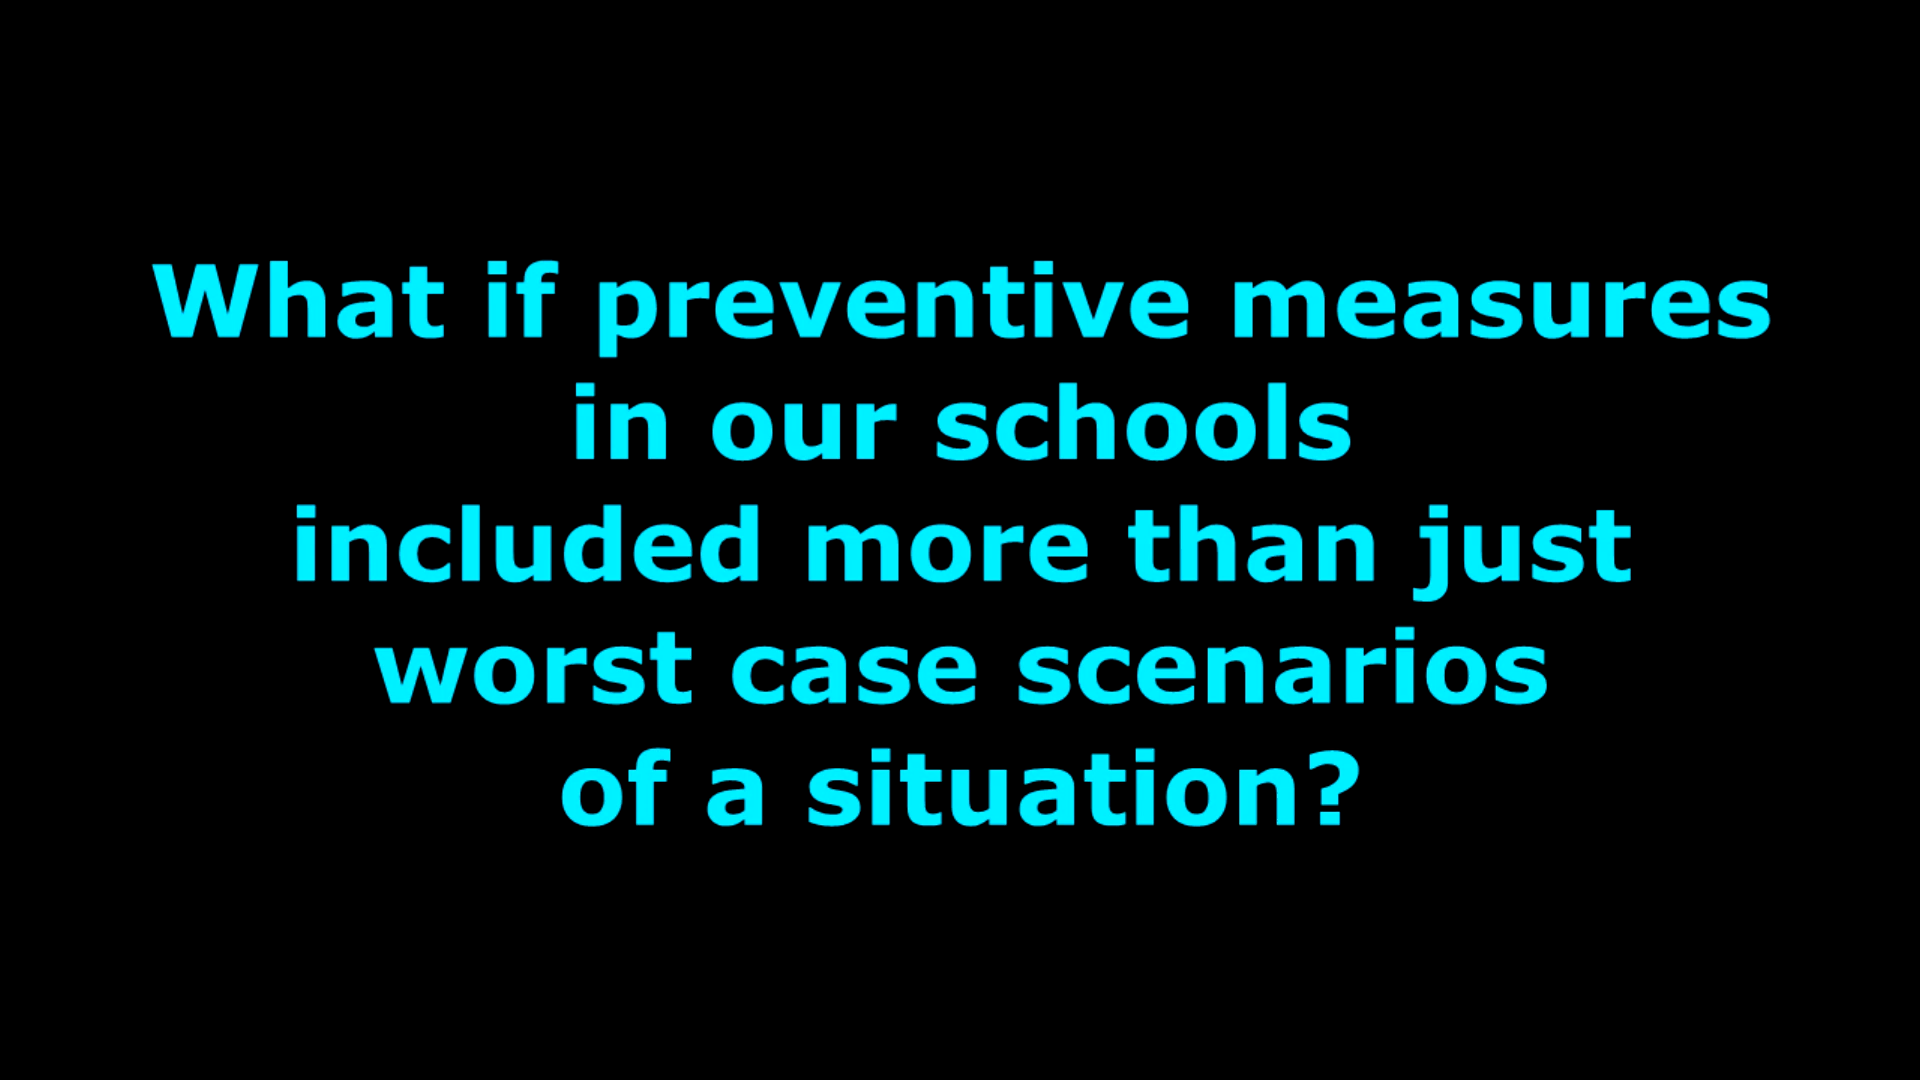 What if preventive measures
in our schools
included more than just
worst case scenarios
of a situation?